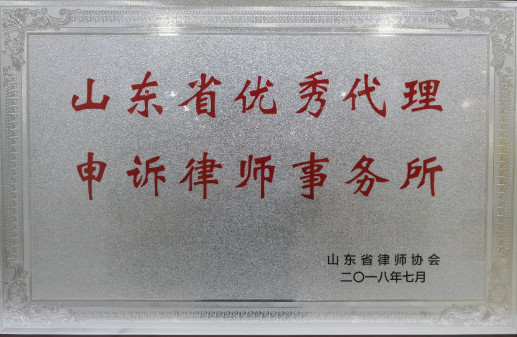 山东省优秀代理
申诉律师事务所
山东省律师协会
二〇一八年七月